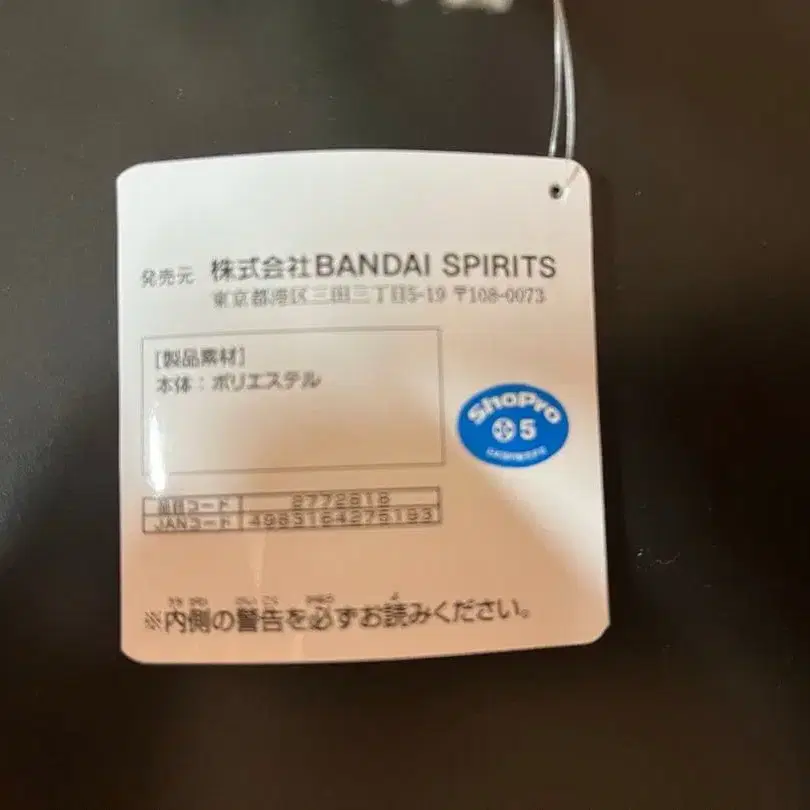 発売元 株式会社BANDAI SPIRITS
東京都港区三田三丁目5-19 〒108-0073
[製品素材]
本体：ポリエステル
ShoPro
5
品目コード 2772818
JANコード 4983164275193
※内側の警告を必ずお読みください。